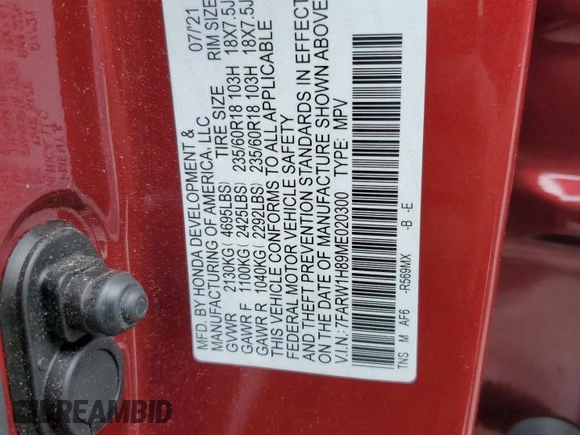 MFD. BY HONDA DEVELOPMENT & 07/'21
MANUFACTURING OF AMERICA, LLC
GVWR 2130KG( 4695LBS) TIRE SIZE RIM SIZE
GAWR F 1100KG( 2425LBS) 235/60R18 103H 18X7.5J
GAWR R 1040KG( 2292LBS) 235/60R18 103H 18X7.5J
THIS VEHICLE CONFORMS TO ALL APPLICABLE
FEDERAL MOTOR VEHICLE SAFETY
AND THEFT PREVENTION STANDARDS IN EFFECT
ON THE DATE OF MANUFACTURE SHOWN ABOVE
V.I.N.: 7FARW1H89ME020300 TYPE: MPV
TNS M AF6 -R569MX -B -E
BID